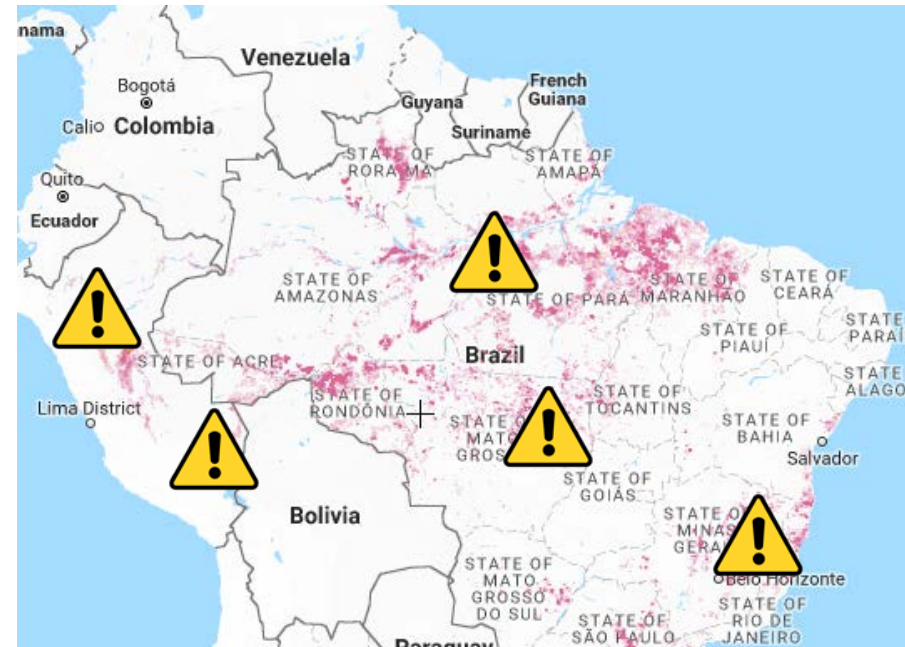 nama
Venezuela
Bogotá
French
Guiana
Guyana
Cali
Colombia
Suriname
STATE OF
RORAIMA
STATE OF
AMAPÁ
Quito
Ecuador
STATE OF
AMAZONAS
STATE OF PARÁ
STATE OF
MARANHÃO
STATE OF
CEARÁ
STATE OF
PIAUÍ
STATE
PARAÍ
Brazil
STATE OF ACRE
STATE
ALAGO
Lima District
STATE OF
RONDÔNIA
STATE OF
TOCANTINS
STATE
MATO
GROS
STATE OF
BAHIA
Salvador
STATE OF
GOIÁS
Bolivia
STATE O
MINAS
GERA
Belo Horizonte
STATE OF
MATO
GROSSO
DO SUL
STATE OF
RIO DE
JANEIRO
STATE OF
SÃO PAULO
Paraguay